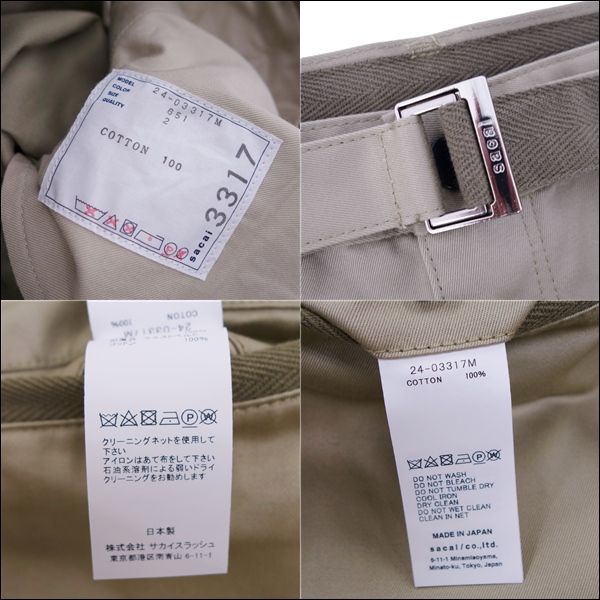 MODEL 24-03317M
COLOR 651
SIZE 2
QUALITY
COTTON 100
sacai 3317
sacai
COTTON
100%
24-03317M
クリーニングネットを使用して
下さい
アイロンはあて布をして下さい
石油系溶剤による弱いドライ
クリーニングをお勧めします
日本製
株式会社 サカイスラッシュ
東京都港区南青山 6-11-1
24-03317M
COTTON 100%
DO NOT WASH
DO NOT BLEACH
DO NOT TUMBLE DRY
COOL IRON
DRY CLEAN
DO NOT WET CLEAN
CLEAN IN NET
MADE IN JAPAN
sacai/co.,ltd.
6-11-1 Minamiaoyama,
Minato-ku, Tokyo, Japan